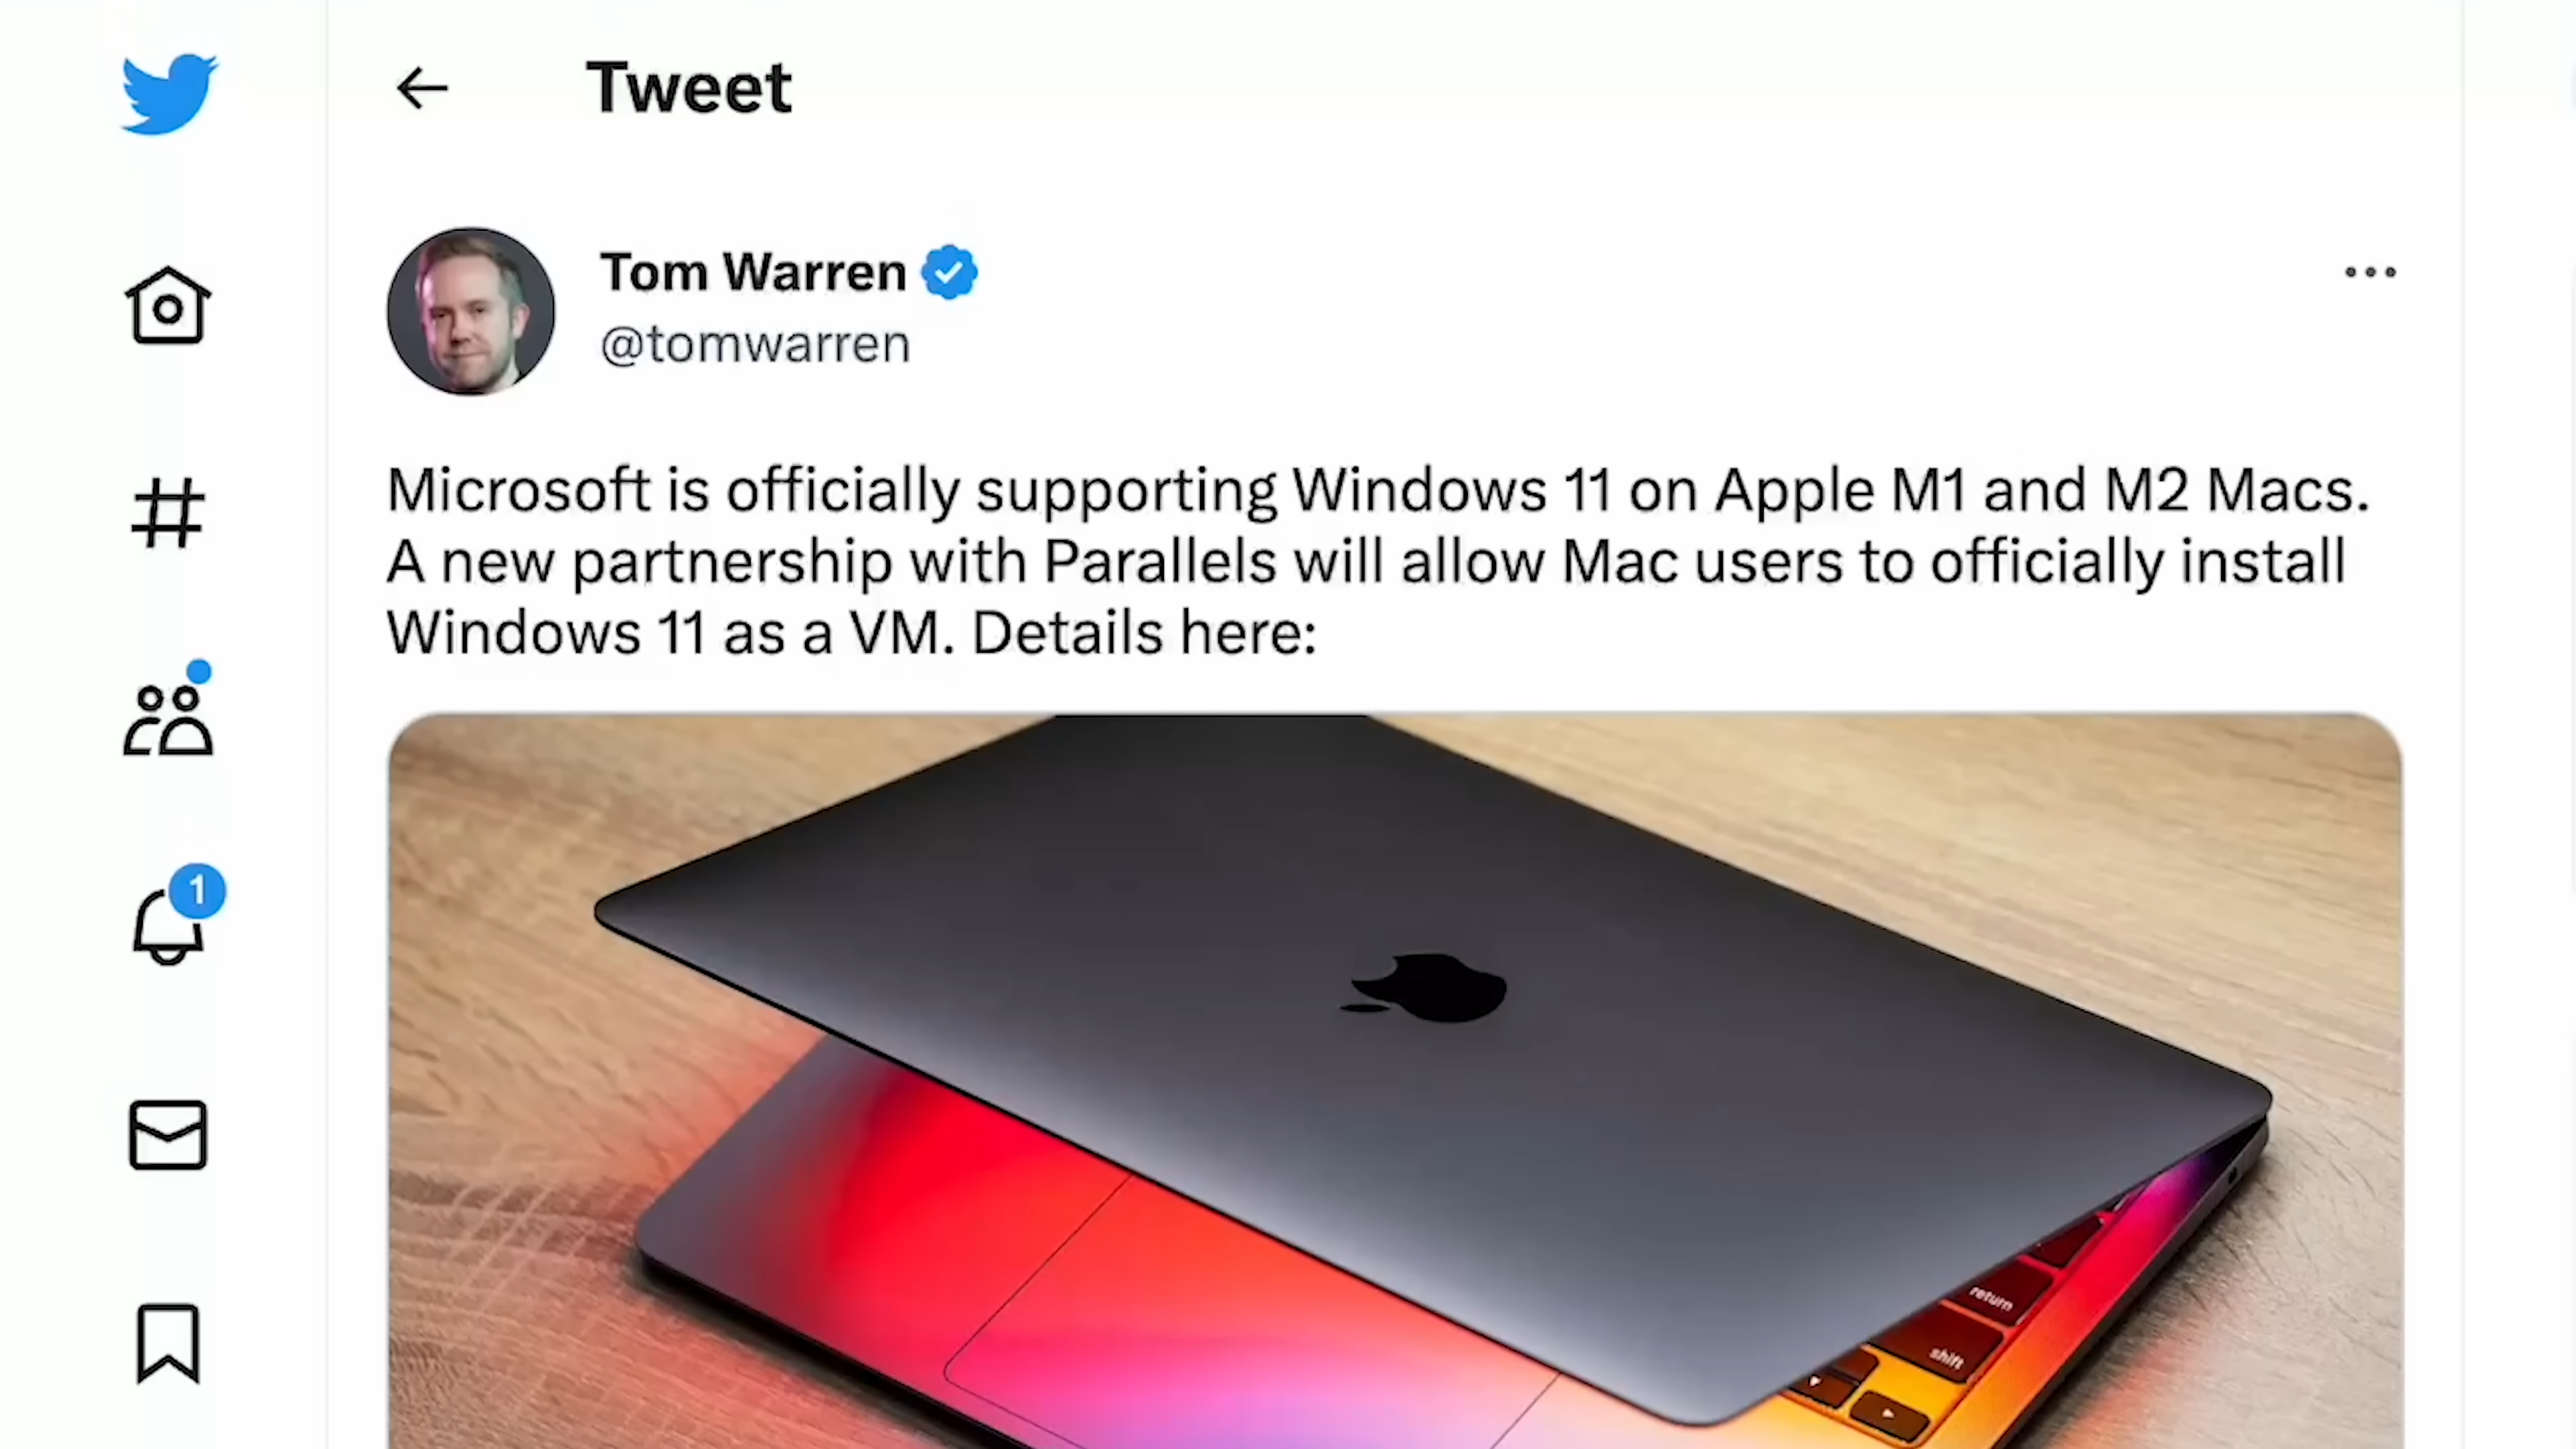 Tweet
Tom Warren
@tomwarren
Microsoft is officially supporting Windows 11 on Apple M1 and M2 Macs.
A new partnership with Parallels will allow Mac users to officially install
Windows 11 as a VM. Details here:
1
return
shift